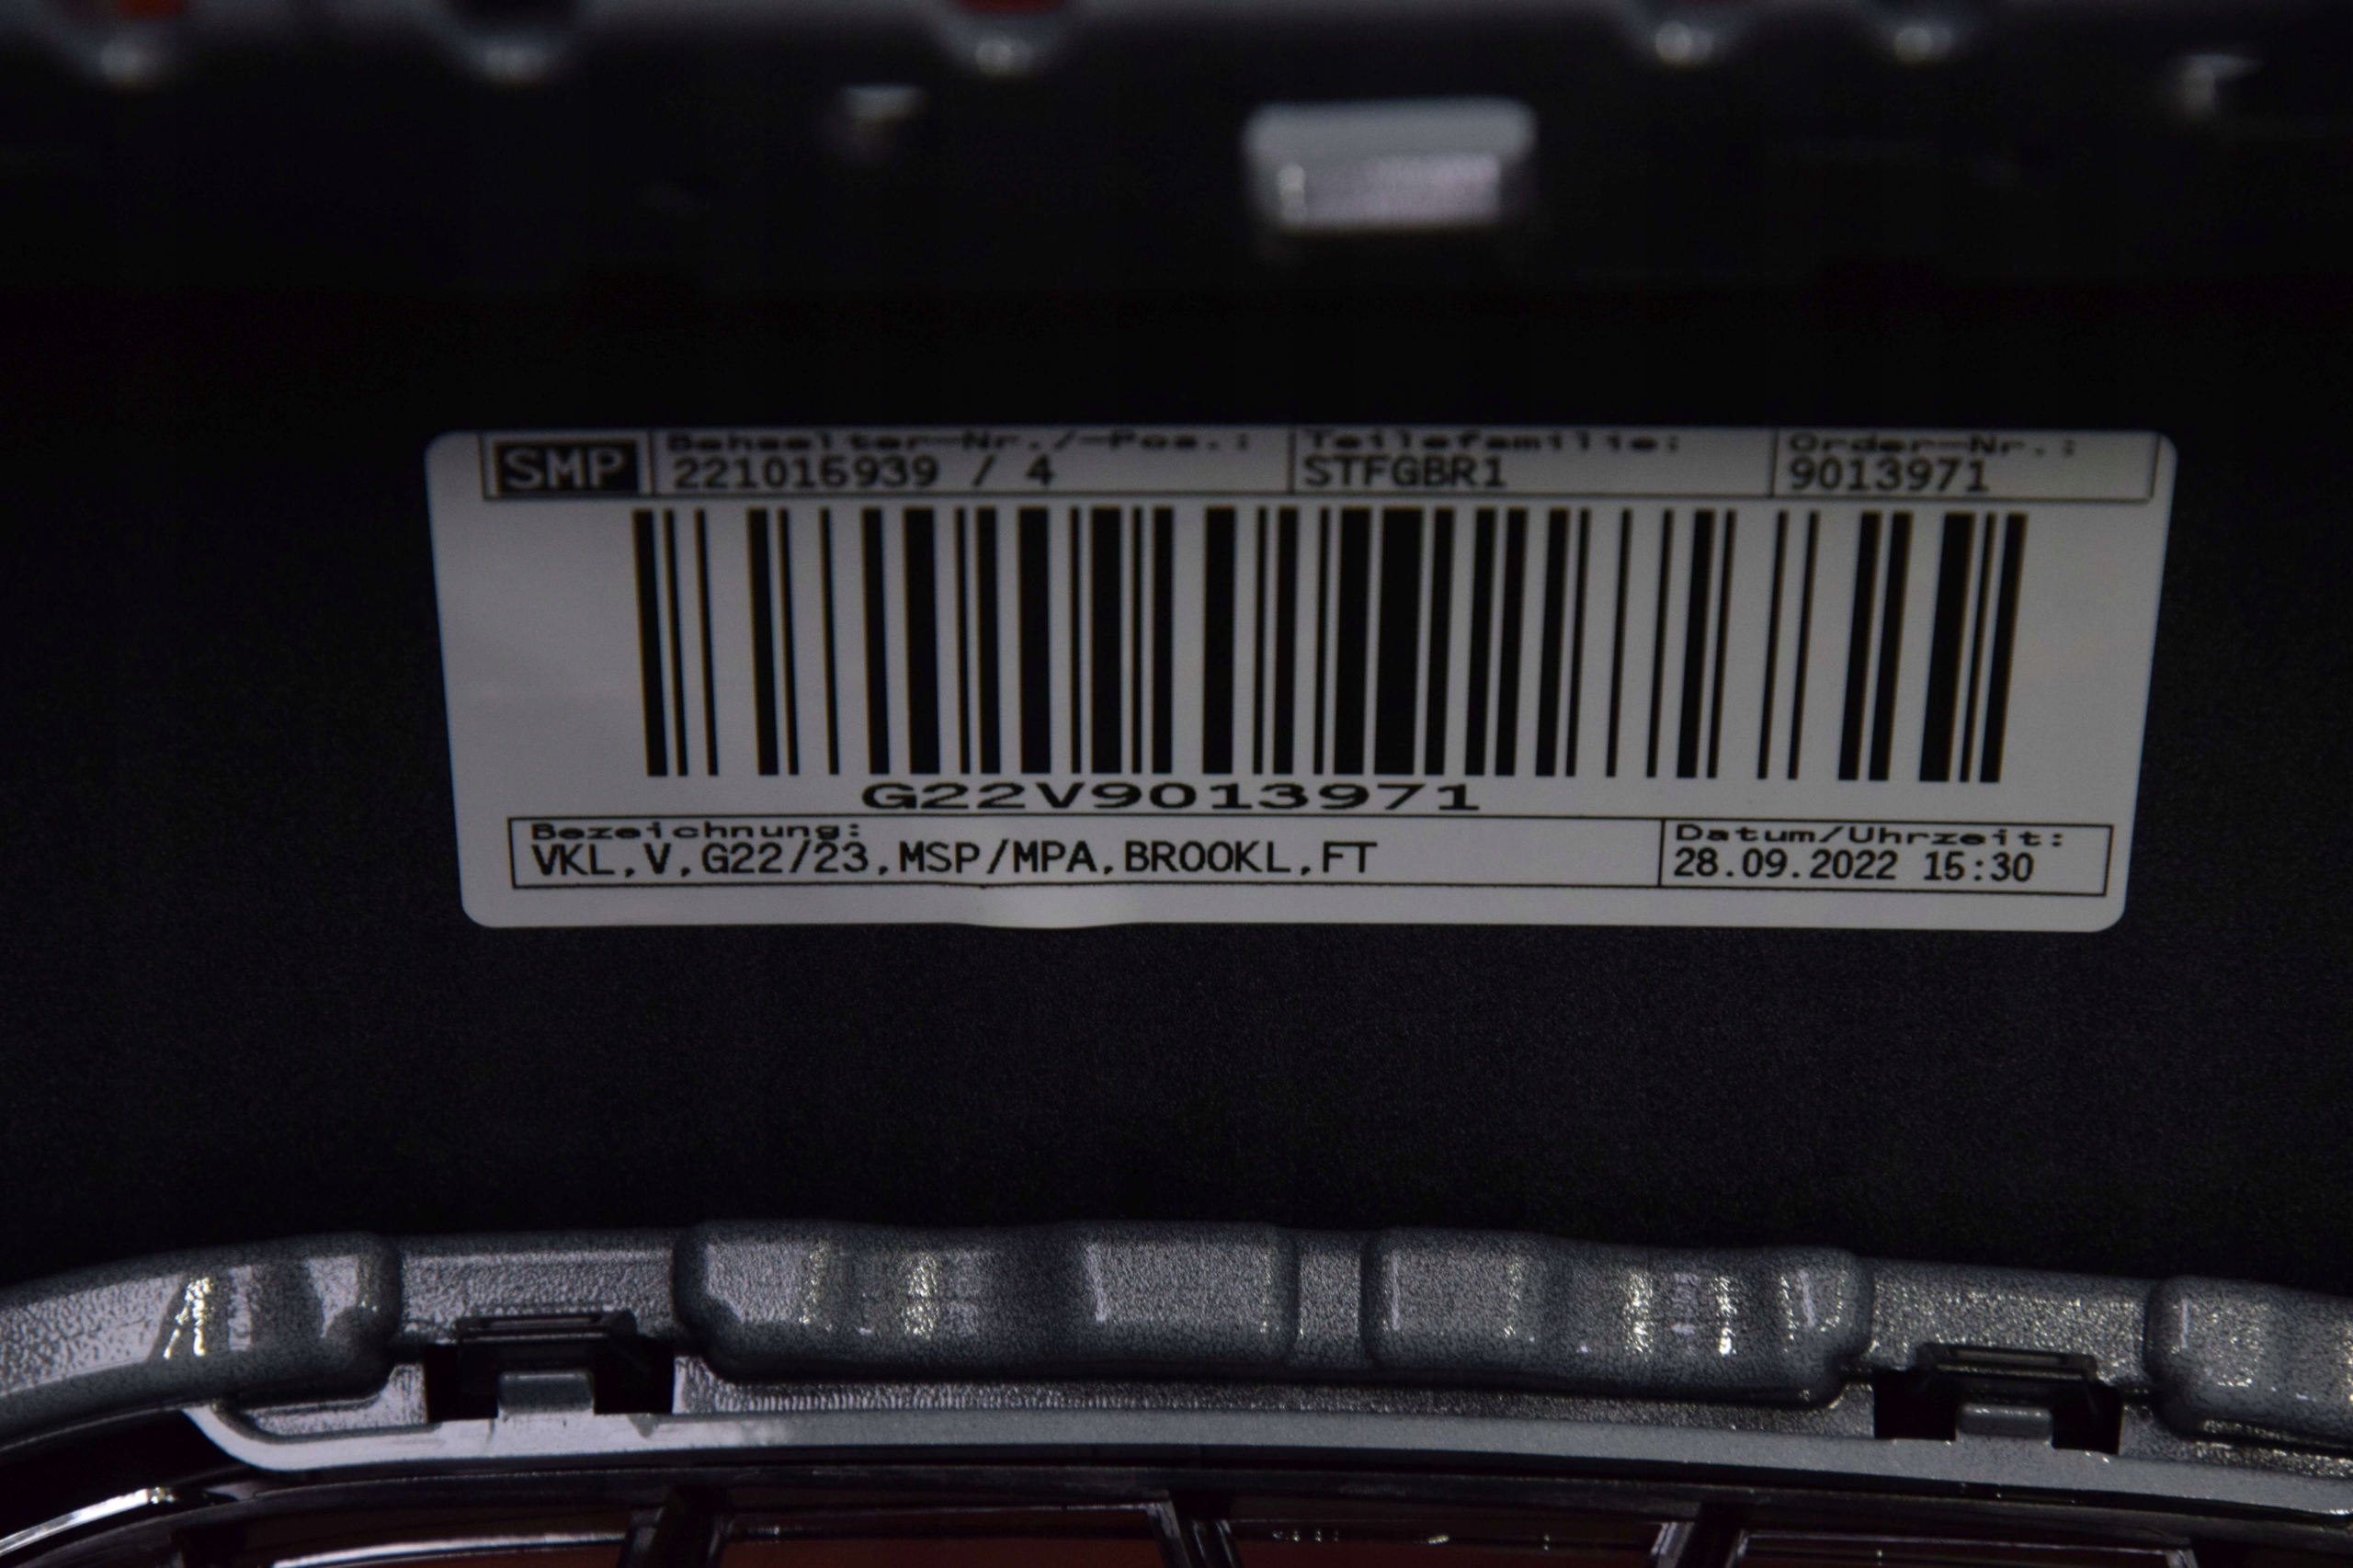 SMP
Behaelter-Nr./-Pos.: Teilefamilie: Order-Nr.:
221016939 / 4 STFGBR1 9013971
G22V9013971
Bezeichnung: Datum/Uhrzeit:
VKL,V,G22/23,MSP/MPA,BROOKL,FT 28.09.2022 15:30